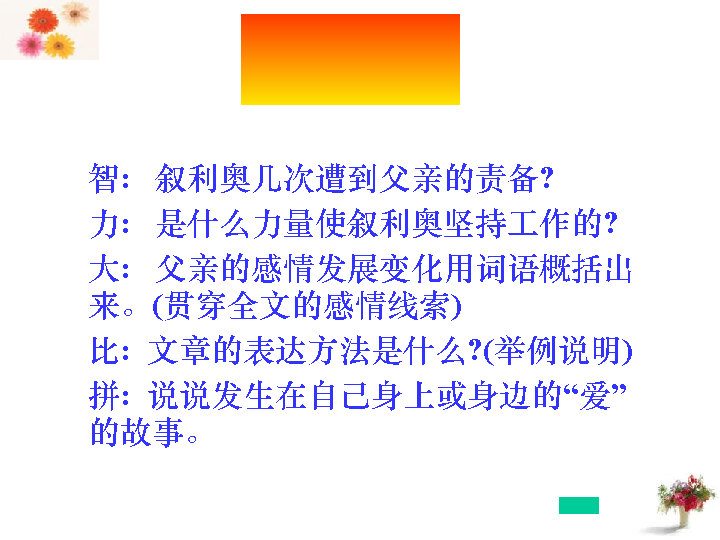 智： 叙利奥几次遭到父亲的责备?
力： 是什么力量使叙利奥坚持工作的?
大： 父亲的感情发展变化用词语概括出
来。(贯穿全文的感情线索)
比：文章的表达方法是什么?(举例说明)
拼：说说发生在自己身上或身边的“爱”
的故事。